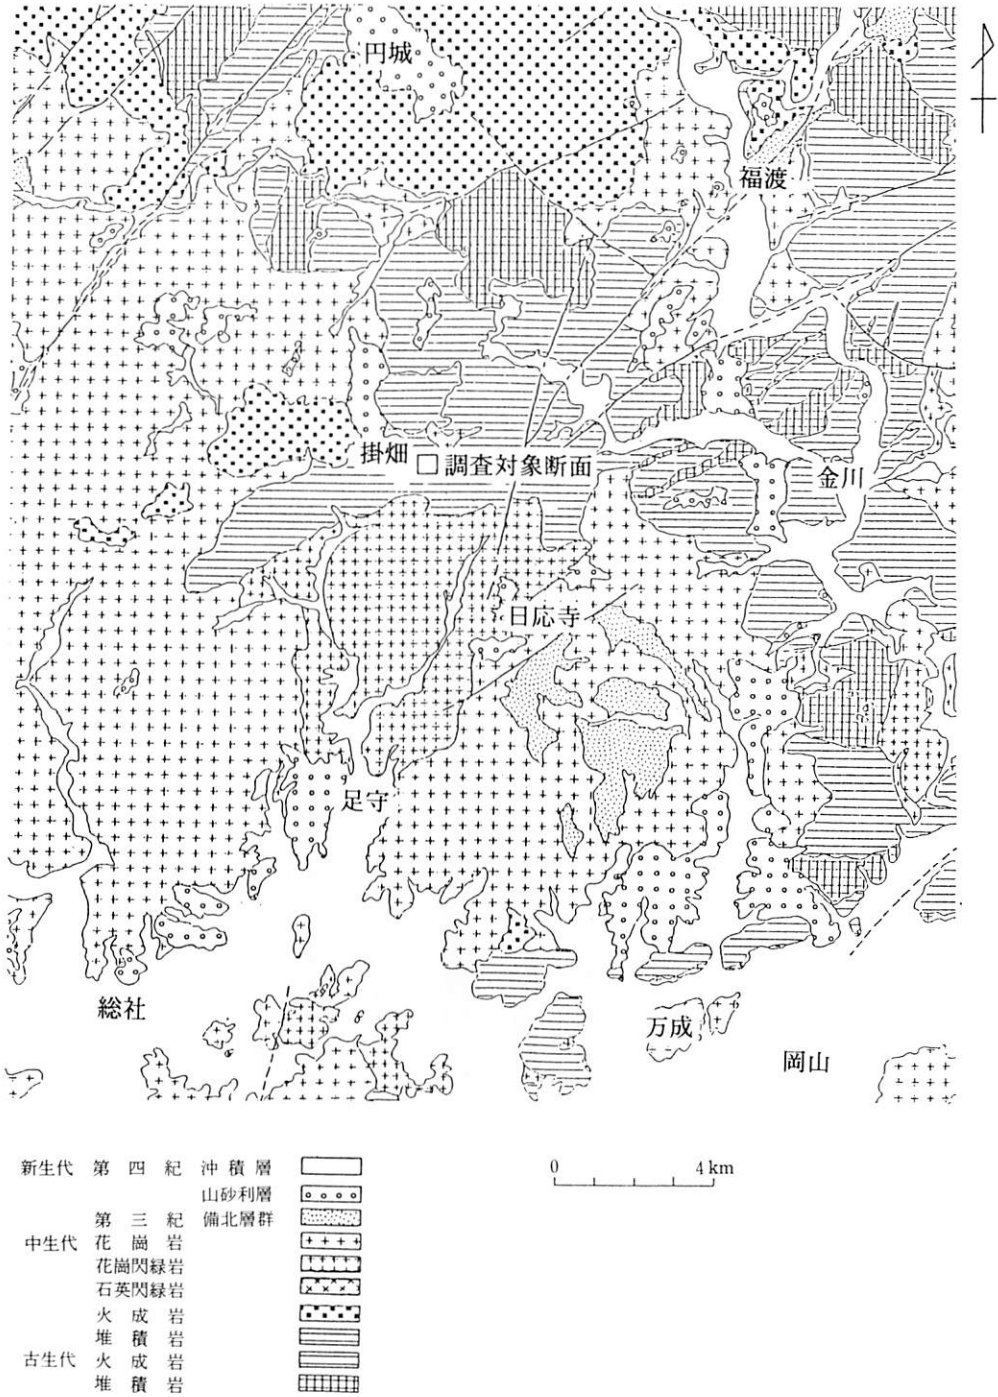 円城
福渡
掛畑
調査対象断面
金川
日応寺
足守
総社
万成
岡山
新生代 第四紀 沖積層
山砂利層
第三紀 備北層群
中生代 花崗岩
花崗閃緑岩
石英閃緑岩
火成岩
堆積岩
古生代 火成岩
堆積岩
0 4 km